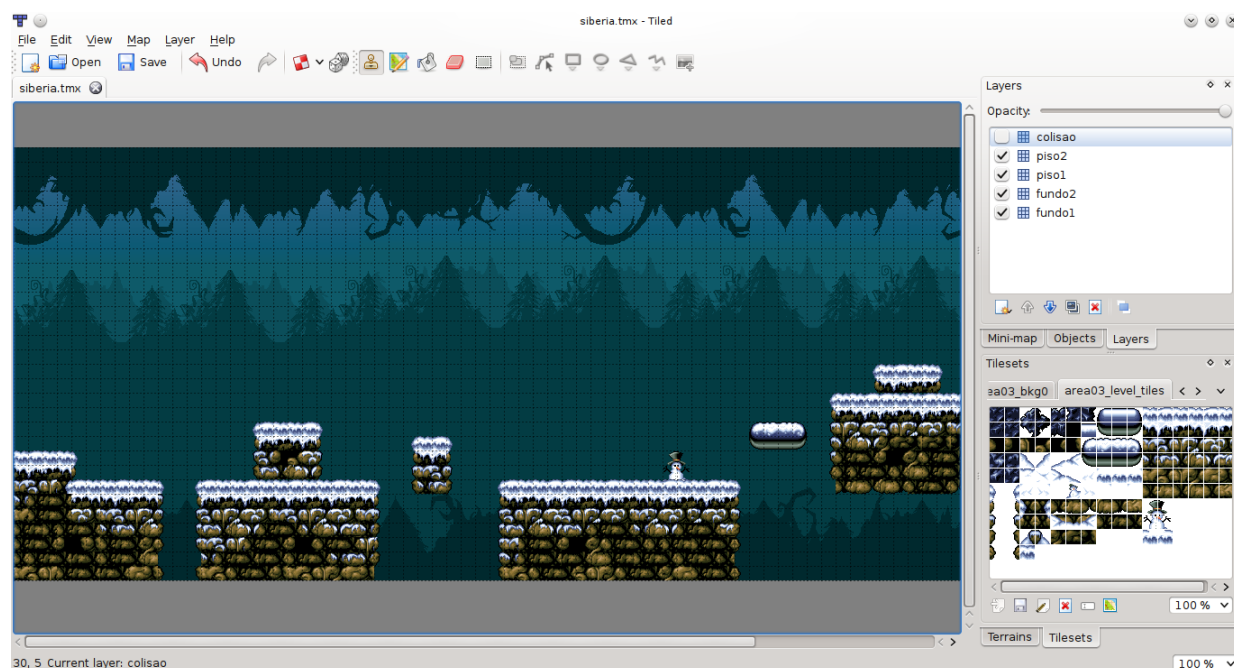 siberia.tmx - Tiled
File Edit View Map Layer Help
Open Save Undo
siberia.tmx
Layers
Opacity:
colisao
piso2
piso1
fundo2
fundo1
Mini-map Objects Layers
Tilesets
ea03_bkg0 area03_level_tiles
100 %
Terrains Tilesets
30, 5 Current layer: colisao
100 %